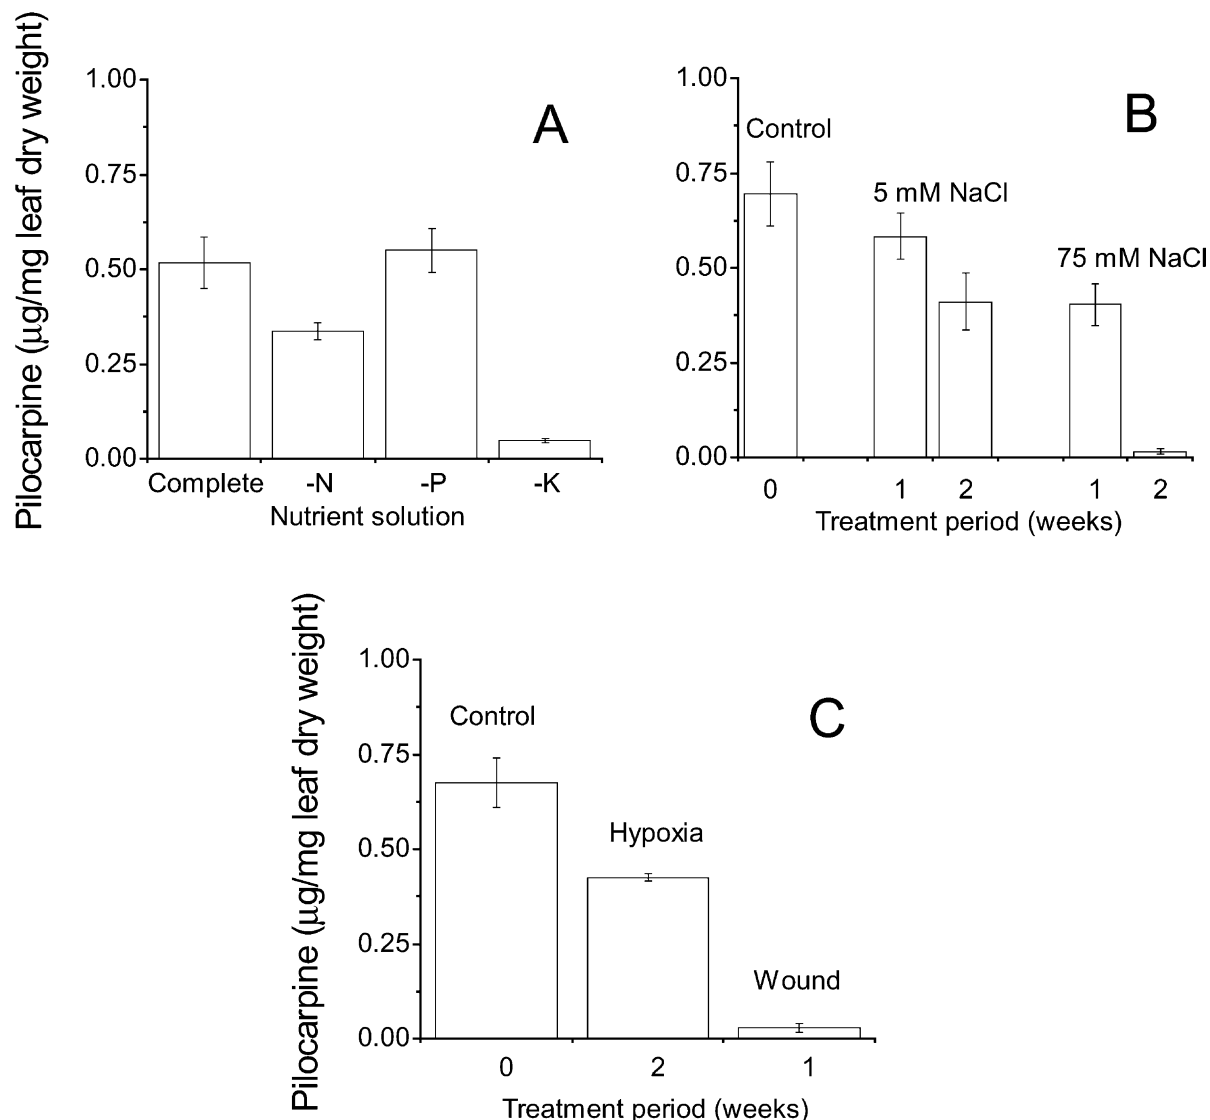 Pilocarpine (µg/mg leaf dry weight)
1.00
0.75
0.50
0.25
0.00
A
Complete -N -P -K
Nutrient solution
1.00
0.75
0.50
0.25
0.00
B
Control
5 mM NaCl
75 mM NaCl
0 1 2 1 2
Treatment period (weeks)
Pilocarpine (µg/mg leaf dry weight)
1.00
0.75
0.50
0.25
0.00
C
Control
Hypoxia
Wound
0 2 1
Treatment period (weeks)